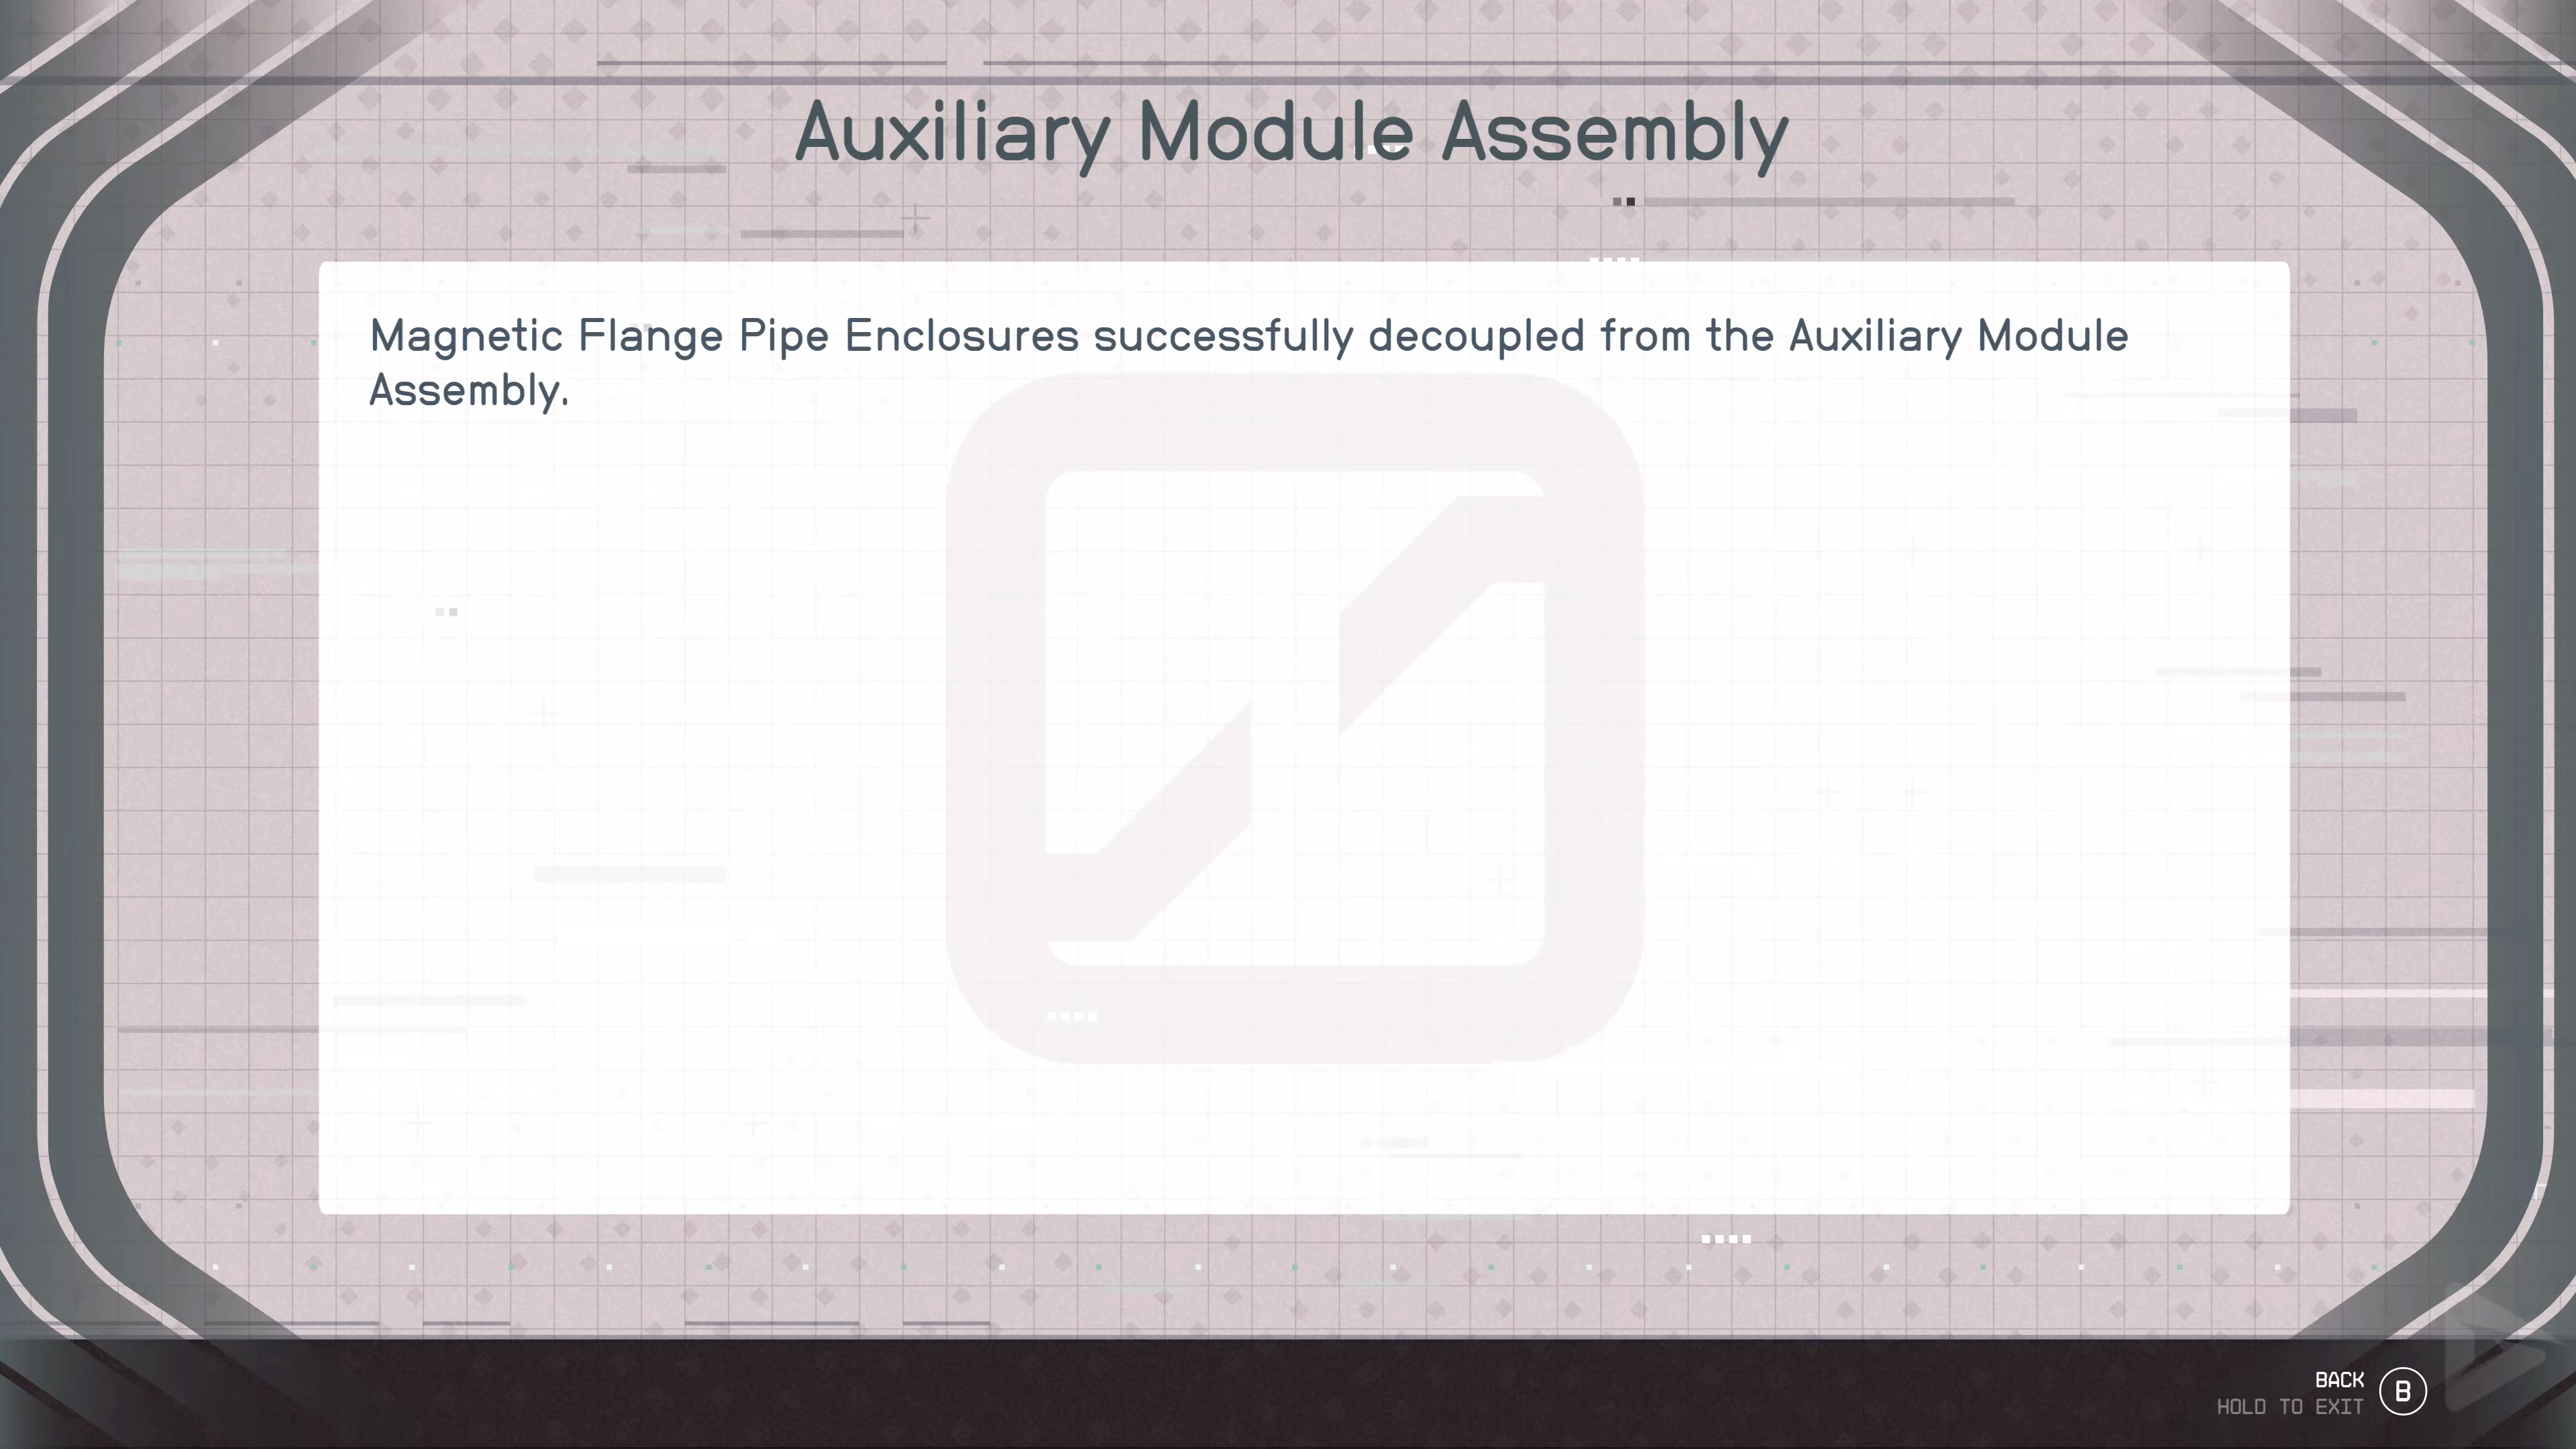 Auxiliary Module Assembly
Magnetic Flange Pipe Enclosures successfully decoupled from the Auxiliary Module
Assembly.
BACK
HOLD TO EXIT
B